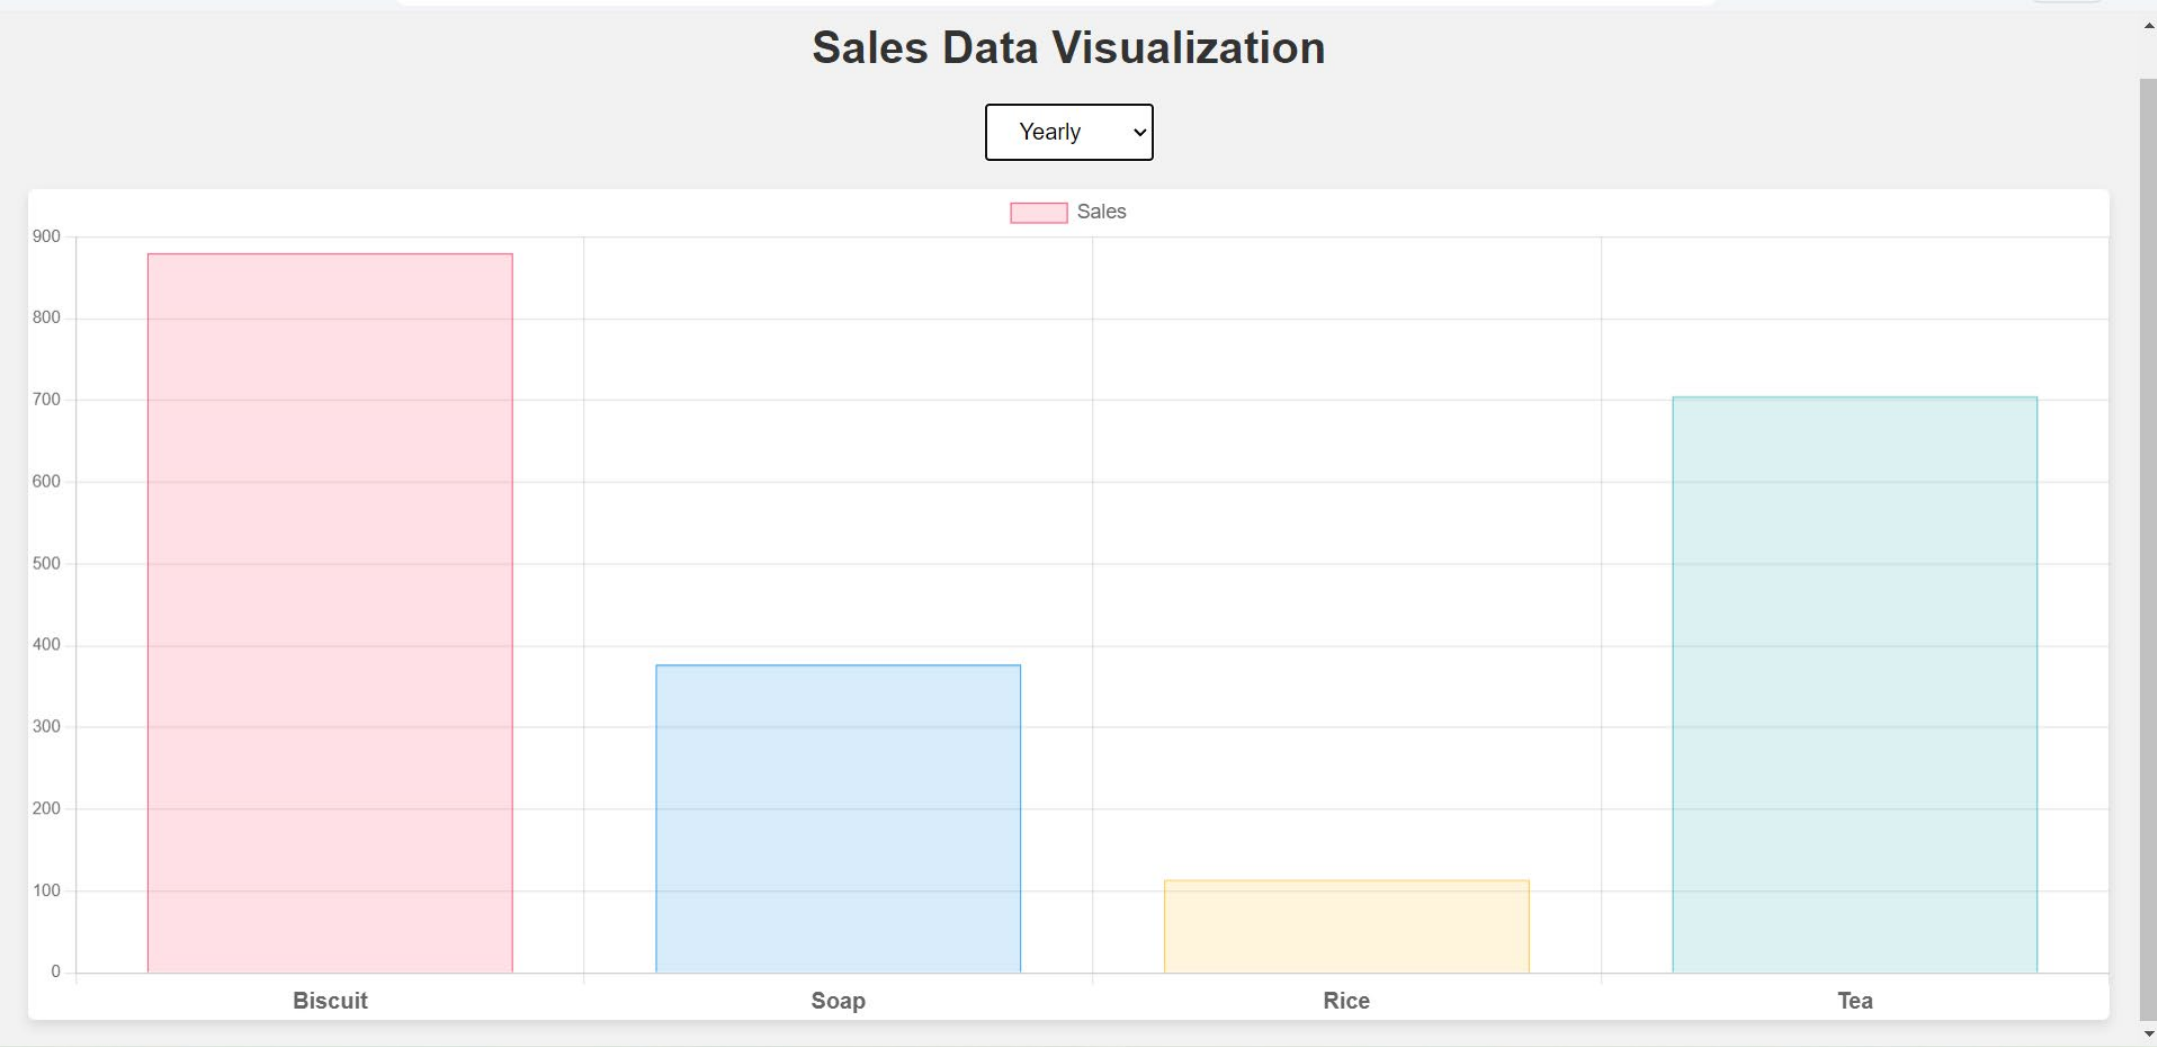 Sales Data Visualization
Yearly
Sales
900
800
700
600
500
400
300
200
100
0
Biscuit Soap Rice Tea